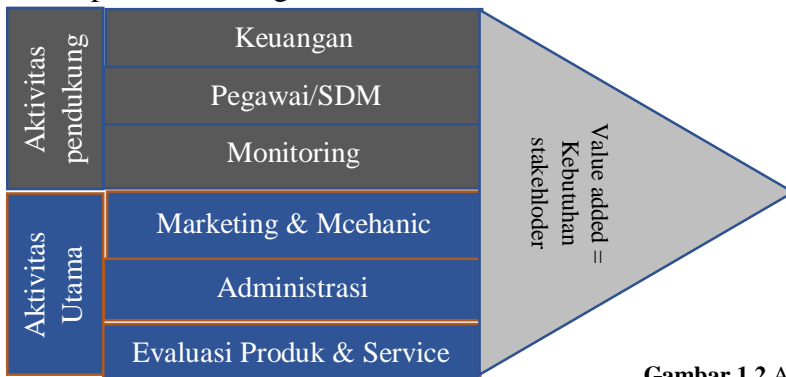 Aktivitas
pendukung
Keuangan
Pegawai/SDM
Monitoring
Aktivitas
Utama
Marketing & Mcehanic
Administrasi
Evaluasi Produk & Service
Value added =
Kebutuhan
stakehloder
Gambar 1.2 A